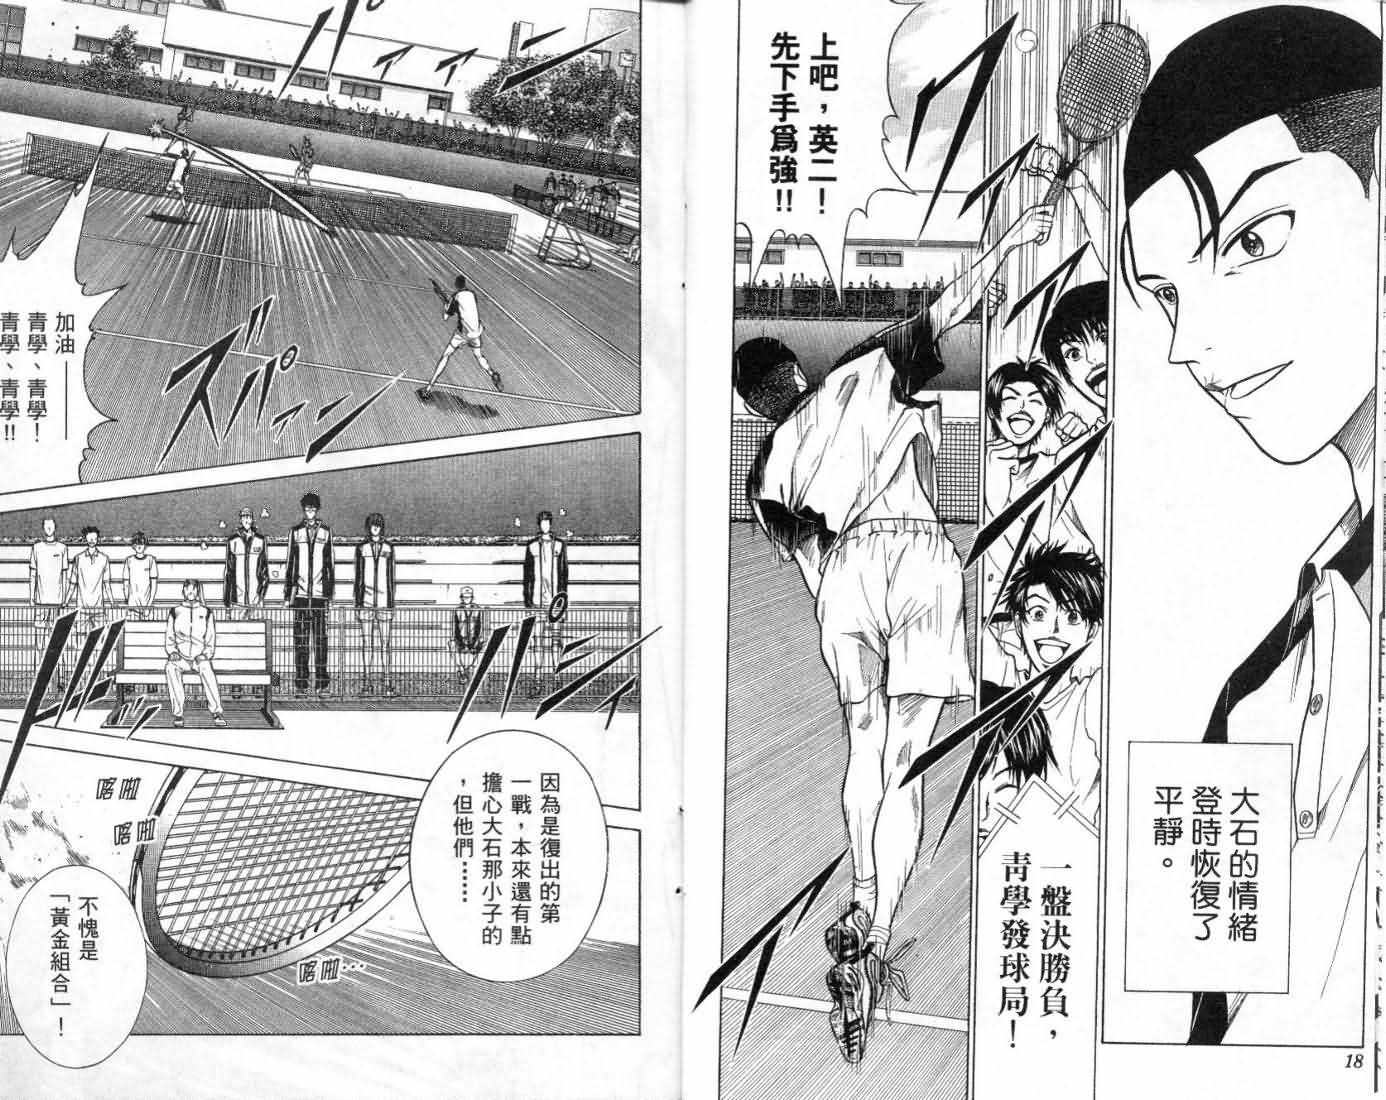 大石的情緒
登時恢復了
平靜。
一盤決勝負，
青學發球局！
上吧，英二！
先下手為強!!
18
加油——
青學、青學！
青學、青學!!
因為是復出的第
一戰，本來還有點
擔心大石那小子的
，但他們……
喀啦
喀啦
喀啦…
不愧是
「黃金組合」！